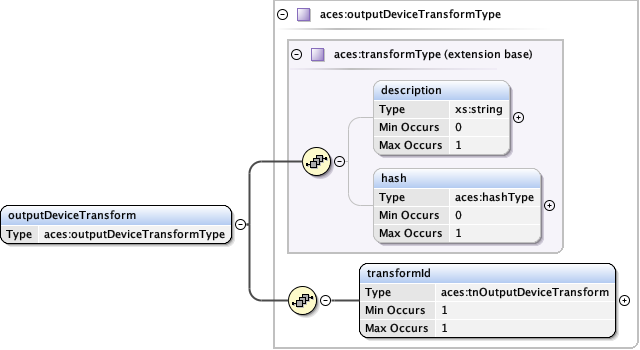 aces:outputDeviceTransformType
aces:transformType (extension base)
description
Type xs:string
Min Occurs 0
Max Occurs 1
hash
Type aces:hashType
Min Occurs 0
Max Occurs 1
outputDeviceTransform
Type aces:outputDeviceTransformType
transformId
Type aces:tnOutputDeviceTransform
Min Occurs 1
Max Occurs 1